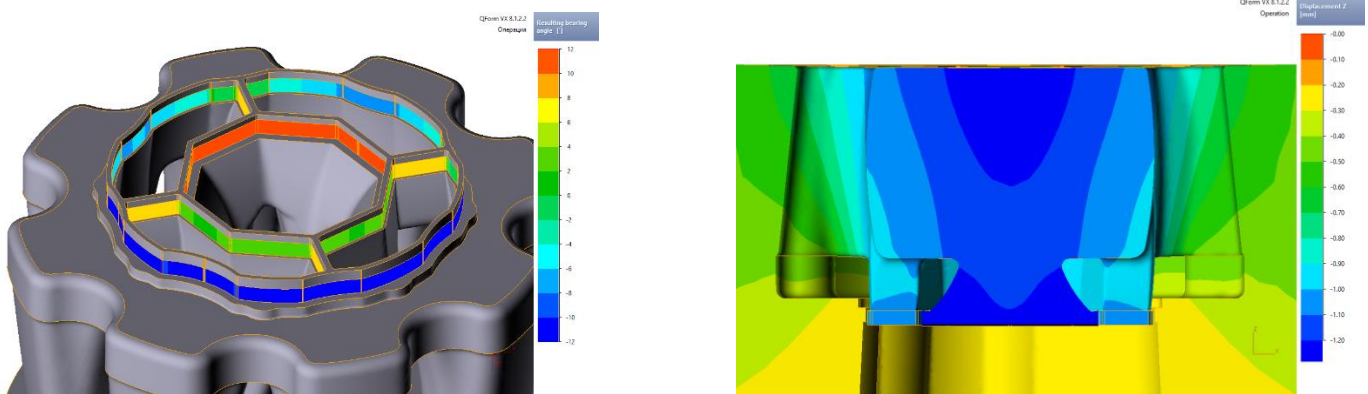 QForm VX 8.1.2.2
Операция
Resulting bearing
angle [°]
12
10
8
6
4
2
0
-2
-4
-6
-8
-10
-12
QForm VX 8.1.2.2
Operation
Displacement Z
[mm]
-0.00
-0.10
-0.20
-0.30
-0.40
-0.50
-0.60
-0.70
-0.80
-0.90
-1.00
-1.10
-1.20
z
x